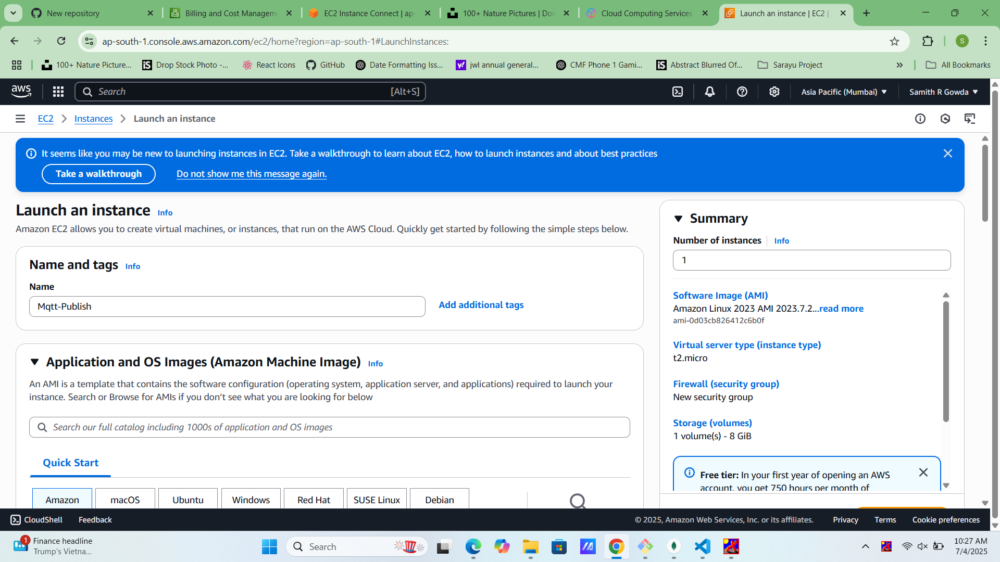 New repository
Billing and Cost Managem
EC2 Instance Connect | ap-
100+ Nature Pictures | Dow
Cloud Computing Services
Launch an instance | EC2 |
ap-south-1.console.aws.amazon.com/ec2/home?region=ap-south-1#LaunchInstances:
S
100+ Nature Picture...
Drop Stock Photo -...
React Icons
GitHub
Date Formatting Iss...
jwl annual general...
CMF Phone 1 Gami...
Abstract Blurred Of...
Sarayu Project
All Bookmarks
aws
Search
[Alt+S]
Asia Pacific (Mumbai)
Samith R Gowda
EC2
Instances
Launch an instance
It seems like you may be new to launching instances in EC2. Take a walkthrough to learn about EC2, how to launch instances and about best practices
Take a walkthrough
Do not show me this message again.
Launch an instance Info
Amazon EC2 allows you to create virtual machines, or instances, that run on the AWS Cloud. Quickly get started by following the simple steps below.
Name and tags Info
Name
Mqtt-Publish
Add additional tags
Application and OS Images (Amazon Machine Image) Info
An AMI is a template that contains the software configuration (operating system, application server, and applications) required to launch your
instance. Search or Browse for AMIs if you don’t see what you are looking for below
Search our full catalog including 1000s of application and OS images
Quick Start
Amazon
macOS
Ubuntu
Windows
Red Hat
SUSE Linux
Debian
Summary
Number of instances
Info
1
Software Image (AMI)
Amazon Linux 2023 AMI 2023.7.2...read more
ami-0d03cb826412c6b0f
Virtual server type (instance type)
t2.micro
Firewall (security group)
New security group
Storage (volumes)
1 volume(s) - 8 GiB
Free tier: In your first year of opening an AWS
account, you get 750 hours per month of
CloudShell
Feedback
© 2025, Amazon Web Services, Inc. or its affiliates.
Privacy
Terms
Cookie preferences
1
Finance headline
Trump's Vietna...
Search
10:27 AM
7/4/2025